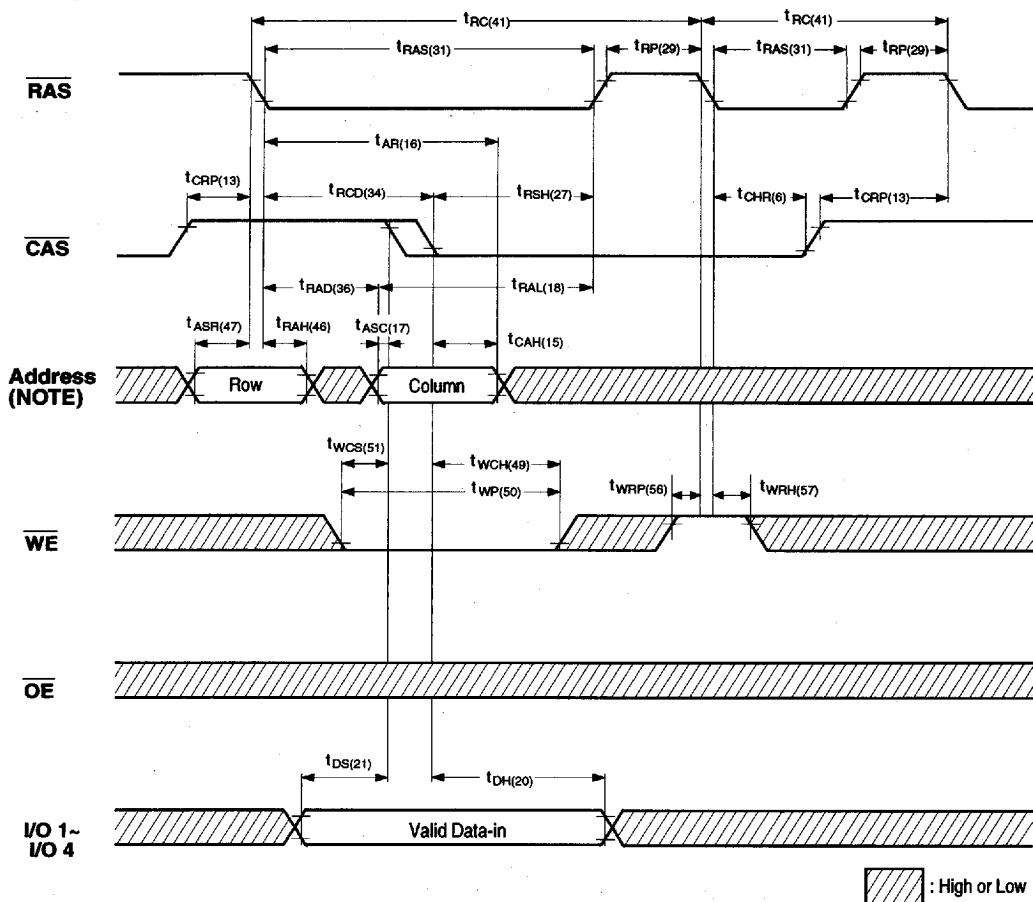 tRC(41) tRC(41)
tRAS(31) tRP(29) tRAS(31) tRP(29)
RAS
tAR(16)
tCRP(13) tRCD(34) tRSH(27) tCHR(6) tCRP(13)
CAS
tRAD(36) tRAL(18)
tASR(47) tRAH(46) tASC(17) tCAH(15)
Address
(NOTE)
Row Column
tWCS(51) tWCH(49)
tWP(50) tWRP(56) tWRH(57)
WE
OE
tDS(21) tDH(20)
I/O 1~
I/O 4
Valid Data-in
: High or Low